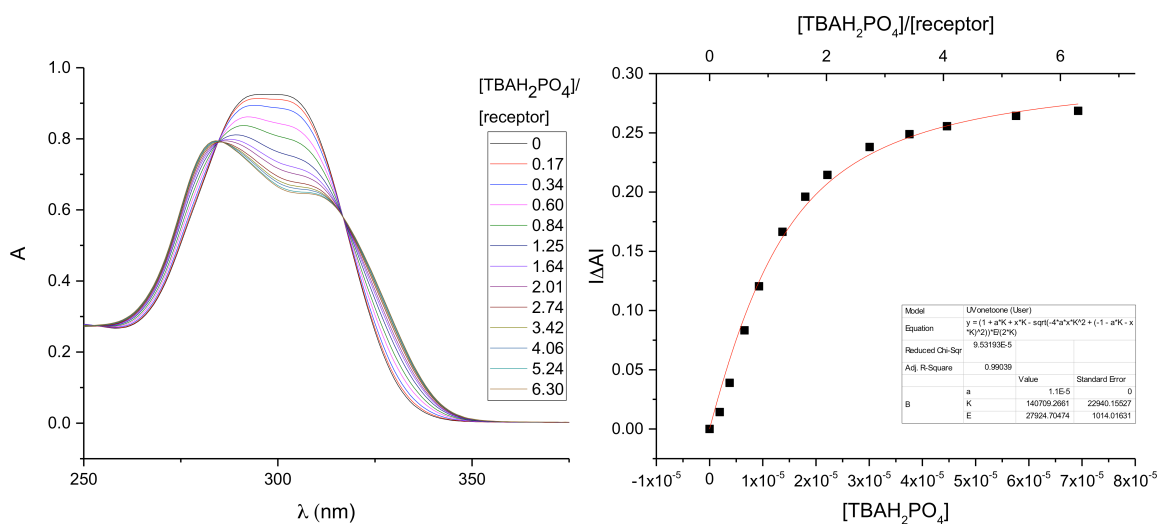 1.0
0.8
0.6
0.4
0.2
0.0
A
250
300
350
λ (nm)
[TBAH2PO4]/
[receptor]
0
0.17
0.34
0.60
0.84
1.25
1.64
2.01
2.74
3.42
4.06
5.24
6.30
[TBAH2PO4]/[receptor]
0
2
4
6
0.30
0.25
0.20
0.15
0.10
0.05
0.00
IΔAI
-1x10-5
0
1x10-5
2x10-5
3x10-5
4x10-5
5x10-5
6x10-5
7x10-5
8x10-5
[TBAH2PO4]
Model UVonetoone (User)
Equation y = (1 + a*K + x*K - sqrt(-4*a*x*K^2 + (-1 - a*K - x
*K)^2))*E/(2*K)
Reduced Chi-Sqr 9.53193E-5
Adj. R-Square 0.99039
Value Standard Error
a 1.1E-5 0
B K 140709.2661 22940.15527
E 27924.70474 1014.01631